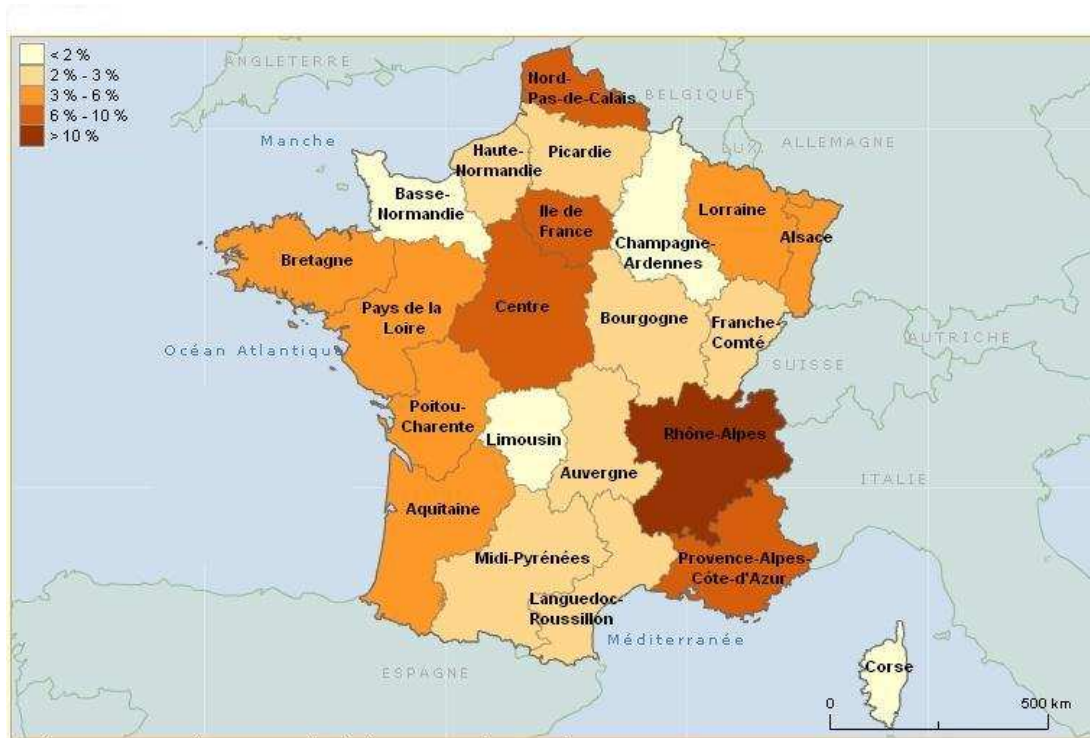 < 2 %
2 % - 3 %
3 % - 6 %
6 % - 10 %
> 10 %
ANGLETERRE
Nord-
Pas-de-Calais
BELGIQUE
Manche
LUX
ALLEMAGNE
Haute-
Normandie
Picardie
Basse-
Normandie
Ile de
France
Lorraine
Alsace
Champagne-
Ardennes
Bretagne
Pays de la
Loire
Centre
Bourgogne
Franche-
Comté
AUTRICHE
SUISSE
Océan Atlantique
Poitou-
Charente
Limousin
Rhône-Alpes
Auvergne
ITALIE
Aquitaine
Midi-Pyrénées
Provence-Alpes-
Côte-d'Azur
Languedoc-
Roussillon
Méditerranée
ESPAGNE
Corse
0 500 km